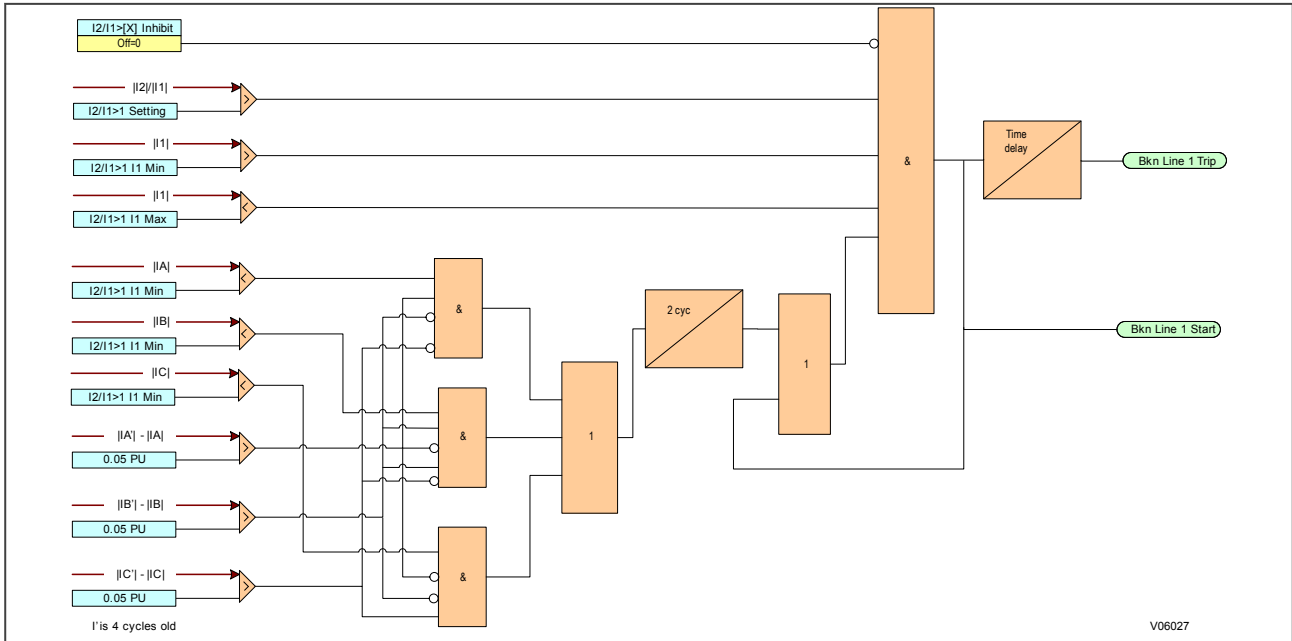 I2/I1>[X] Inhibit
Off=0
|I2|/|I1|
I2/I1>1 Setting
|I1|
I2/I1>1 I1 Min
|I1|
I2/I1>1 I1 Max
|IA|
I2/I1>1 I1 Min
|IB|
I2/I1>1 I1 Min
|IC|
I2/I1>1 I1 Min
|IA'| - |IA|
0.05 PU
|IB'| - |IB|
0.05 PU
|IC'| - |IC|
0.05 PU
I' is 4 cycles old
>
>
>
<
<
<
<
>
>
>
&
&
&
1
2 cyc
1
&
Time
delay
Bkn Line 1 Trip
Bkn Line 1 Start
V06027